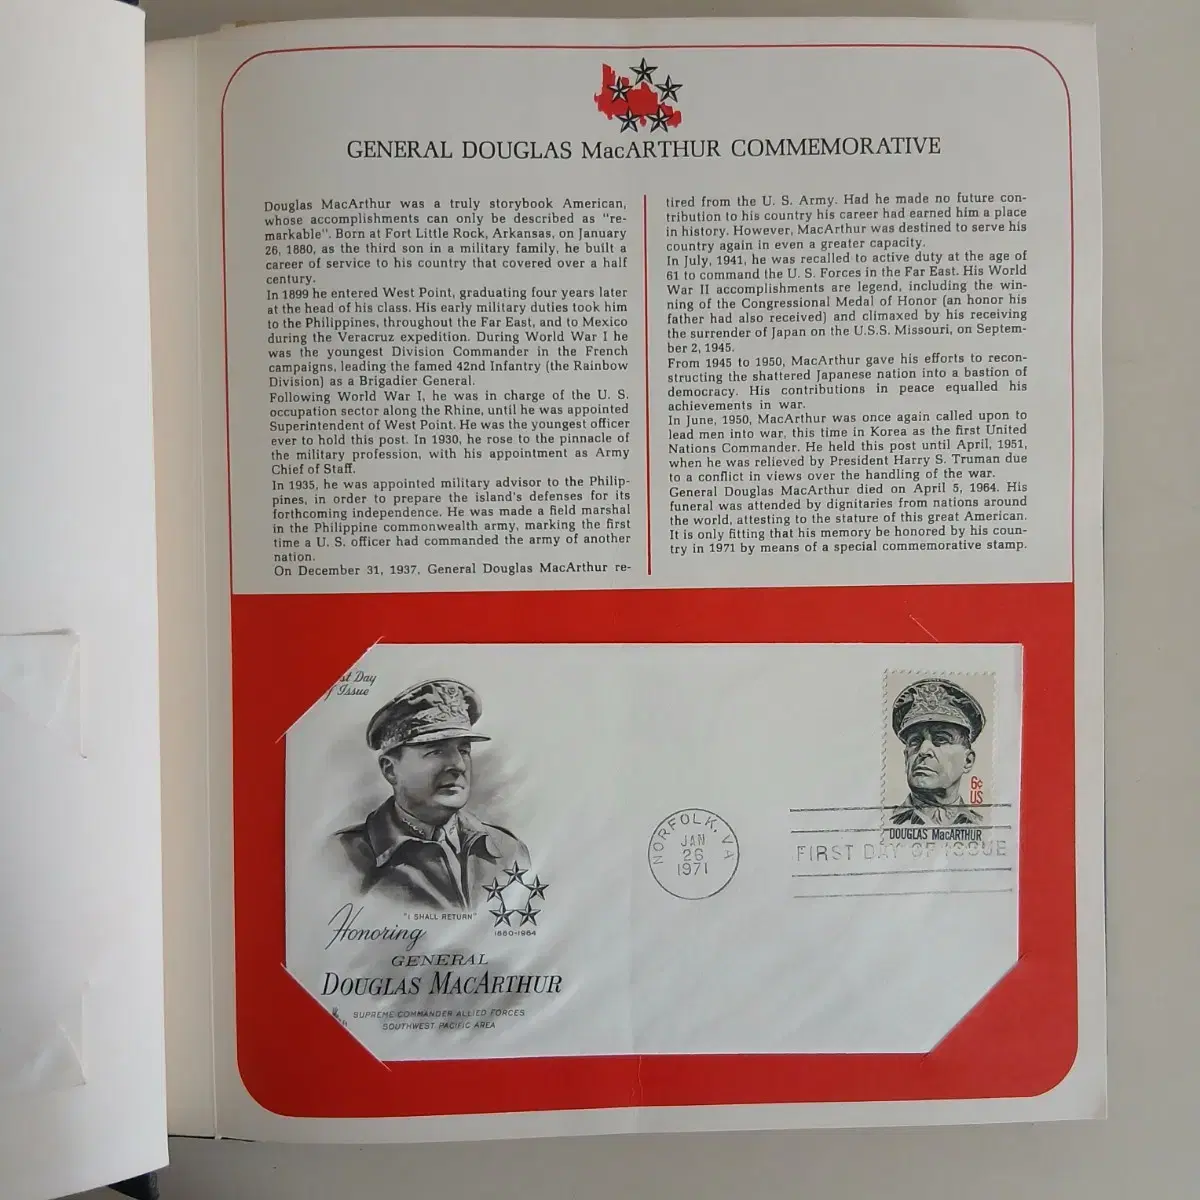 GENERAL DOUGLAS MacARTHUR COMMEMORATIVE
Douglas MacArthur was a truly storybook American,
whose accomplishments can only be described as "re-
markable". Born at Fort Little Rock, Arkansas, on January
26, 1880, as the third son in a military family, he built a
career of service to his country that covered over a half
century.
In 1899 he entered West Point, graduating four years later
at the head of his class. His early military duties took him
to the Philippines, throughout the Far East, and to Mexico
during the Veracruz expedition. During World War I he
was the youngest Division Commander in the French
campaigns, leading the famed 42nd Infantry (the Rainbow
Division) as a Brigadier General.
Following World War I, he was in charge of the U. S.
occupation sector along the Rhine, until he was appointed
Superintendent of West Point. He was the youngest officer
ever to hold this post. In 1930, he rose to the pinnacle of
the military profession, with his appointment as Army
Chief of Staff.
In 1935, he was appointed military advisor to the Philip-
pines, in order to prepare the island's defenses for its
forthcoming independence. He was made a field marshal
in the Philippine commonwealth army, marking the first
time a U. S. officer had commanded the army of another
nation.
On December 31, 1937, General Douglas MacArthur re-
tired from the U. S. Army. Had he made no future con-
tribution to his country his career had earned him a place
in history. However, MacArthur was destined to serve his
country again in even a greater capacity.
In July, 1941, he was recalled to active duty at the age of
61 to command the U. S. Forces in the Far East. His World
War II accomplishments are legend, including the win-
ning of the Congressional Medal of Honor (an honor his
father had also received) and climaxed by his receiving
the surrender of Japan on the U.S.S. Missouri, on Septem-
ber 2, 1945.
From 1945 to 1950, MacArthur gave his efforts to recon-
structing the shattered Japanese nation into a bastion of
democracy. His contributions in peace equalled his
achievements in war.
In June, 1950, MacArthur was once again called upon to
lead men into war, this time in Korea as the first United
Nations Commander. He held this post until April, 1951,
when he was relieved by President Harry S. Truman due
to a conflict in views over the handling of the war.
General Douglas MacArthur died on April 5, 1964. His
funeral was attended by dignitaries from nations around
the world, attesting to the stature of this great American.
It is only fitting that his memory be honored by his coun-
try in 1971 by means of a special commemorative stamp.
st Day
f Issue
6¢
US
DOUGLAS MacARTHUR
NORFOLK, VA
JAN
26
1971
FIRST DAY OF ISSUE
"I SHALL RETURN"
1880-1964
Honoring
GENERAL
DOUGLAS MACARTHUR
SUPREME COMMANDER ALLIED FORCES
SOUTHWEST PACIFIC AREA